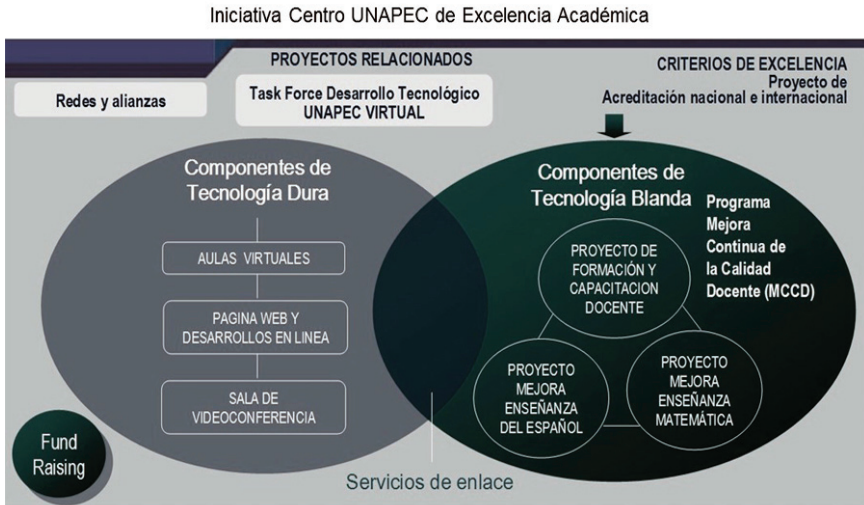 Iniciativa Centro UNAPEC de Excelencia Académica
PROYECTOS RELACIONADOS
Redes y alianzas
Task Force Desarrollo Tecnológico
UNAPEC VIRTUAL
CRITERIOS DE EXCELENCIA
Proyecto de
Acreditación nacional e internacional
Componentes de
Tecnología Dura
AULAS VIRTUALES
PAGINA WEB Y
DESARROLLOS EN LINEA
SALA DE
VIDEOCONFERENCIA
Componentes de
Tecnología Blanda
Programa
Mejora
Continua de
la Calidad
Docente (MCCD)
PROYECTO DE
FORMACIÓN Y
CAPACITACION
DOCENTE
PROYECTO
MEJORA
ENSEÑANZA
DEL ESPAÑOL
PROYECTO
MEJORA
ENSEÑANZA
MATEMÁTICA
Fund
Raising
Servicios de enlace